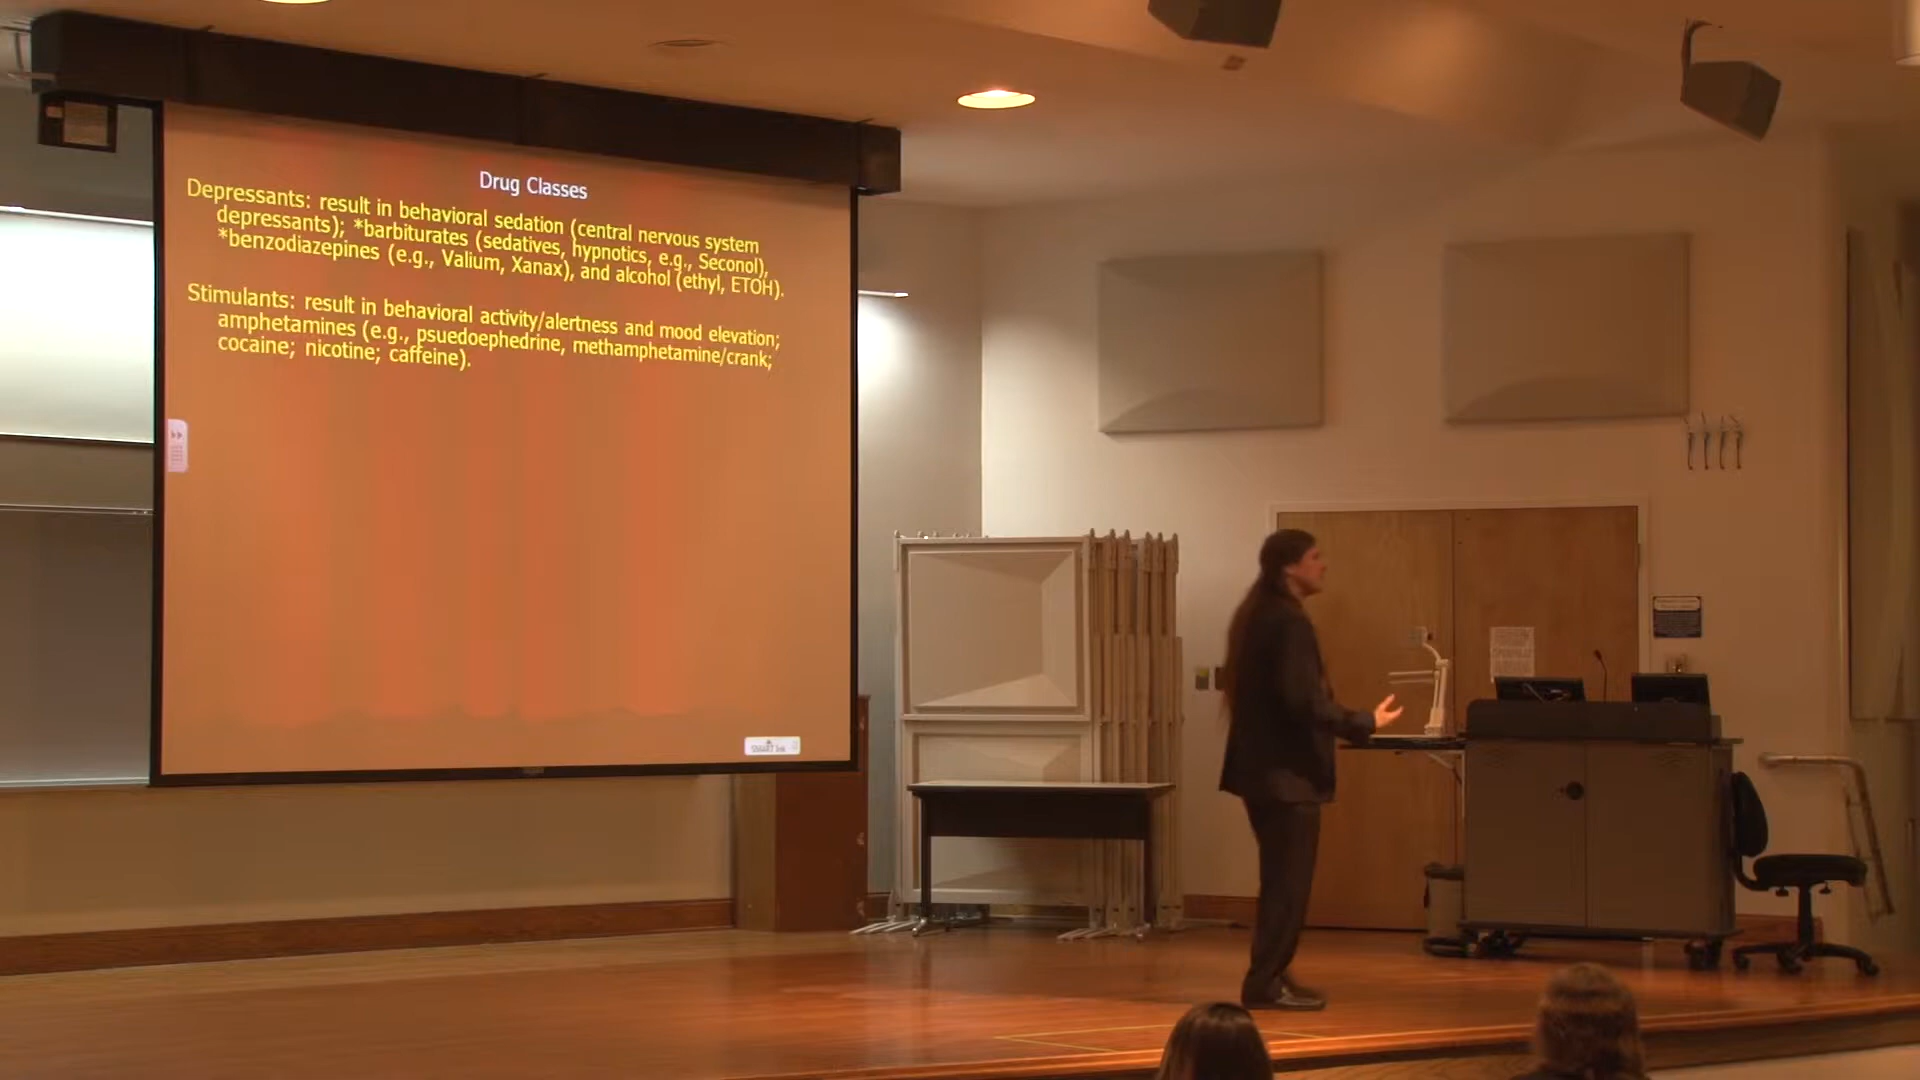 Drug Classes
Depressants: result in behavioral sedation (central nervous system
depressants); *barbiturates (sedatives, hypnotics, e.g., Seconol),
*benzodiazepines (e.g., Valium, Xanax), and alcohol (ethyl, ETOH).
Stimulants: result in behavioral activity/alertness and mood elevation;
amphetamines (e.g., psuedoephedrine, methamphetamine/crank;
cocaine; nicotine; caffeine).
SMART Ink